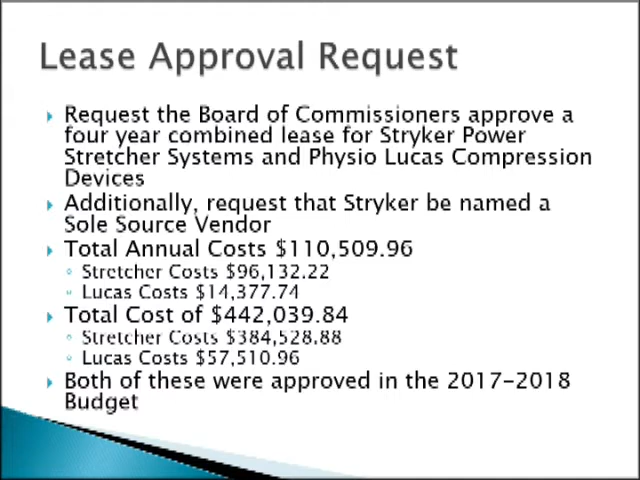 Lease Approval Request
Request the Board of Commissioners approve a
four year combined lease for Stryker Power
Stretcher Systems and Physio Lucas Compression
Devices
Additionally, request that Stryker be named a
Sole Source Vendor
Total Annual Costs $110,509.96
Stretcher Costs $96,132.22
Lucas Costs $14,377.74
Total Cost of $442,039.84
Stretcher Costs $384,528.88
Lucas Costs $57,510.96
Both of these were approved in the 2017-2018
Budget